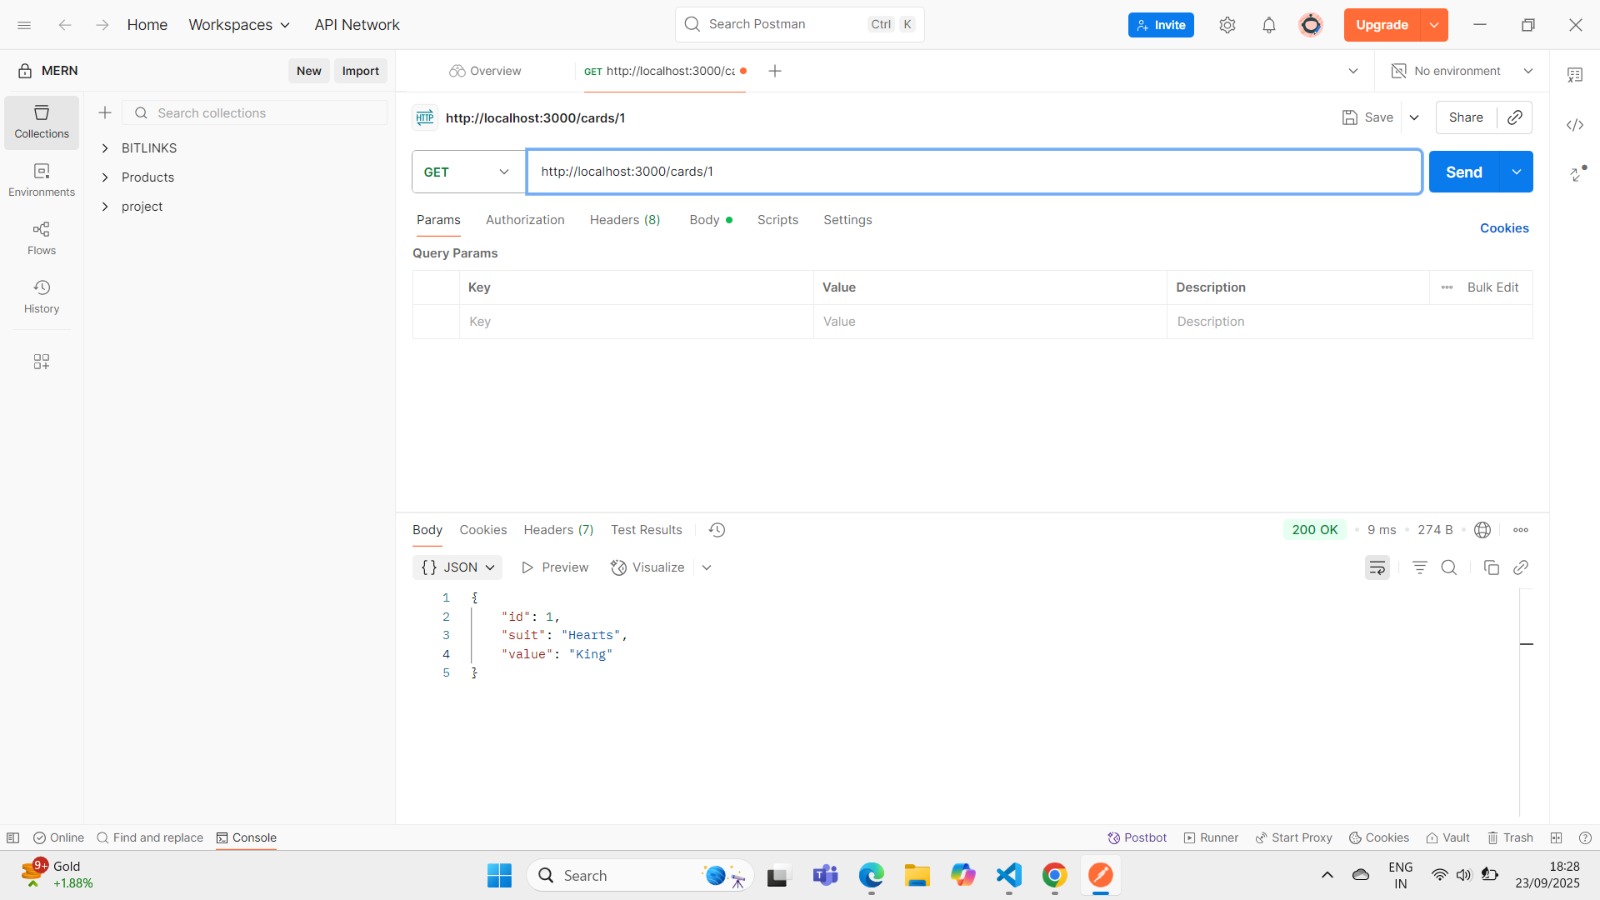 Home Workspaces API Network Search Postman Ctrl K Invite Upgrade
MERN New Import Overview GET http://localhost:3000/ca No environment
Collections
Search collections
BITLINKS
Products
project
Environments
Flows
History
HTTP http://localhost:3000/cards/1 Save Share
GET http://localhost:3000/cards/1 Send
Params Authorization Headers (8) Body Scripts Settings Cookies
Query Params
Key Value Description Bulk Edit
Key Value Description
Body Cookies Headers (7) Test Results 200 OK 9 ms 274 B
{} JSON Preview Visualize
1 {
2 "id": 1,
3 "suit": "Hearts",
4 "value": "King"
5 }
Online Find and replace Console Postbot Runner Start Proxy Cookies Vault Trash
9+ Gold
+1.88%
Search
ENG
IN
18:28
23/09/2025